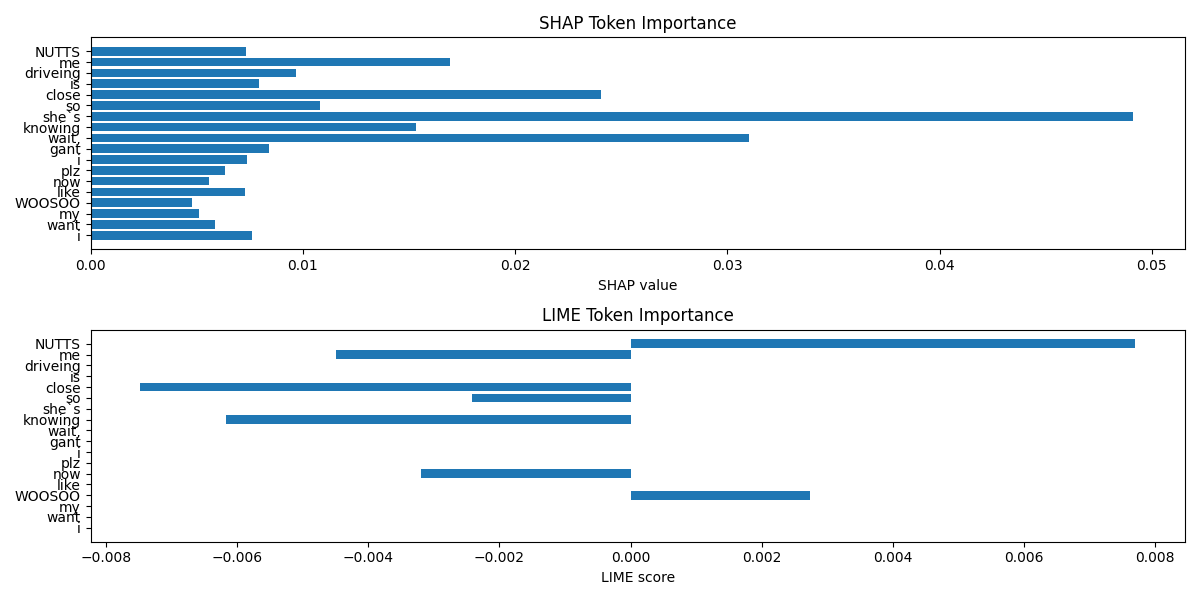 SHAP Token Importance
NUTTS
me
driveing
is
close
so
she`s
knowing
wait,
gant
i
plz
now
like
WOOSOO
my
want
i
0.00 0.01 0.02 0.03 0.04 0.05
SHAP value
LIME Token Importance
NUTTS
me
driveing
is
close
so
she`s
knowing
wait,
gant
i
plz
now
like
WOOSOO
my
want
i
−0.008 −0.006 −0.004 −0.002 0.000 0.002 0.004 0.006 0.008
LIME score